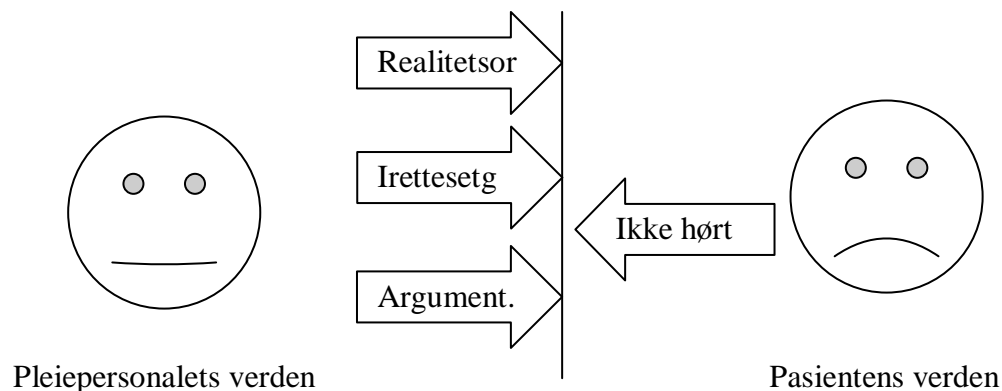 Realitetsor
Irettesetg
Ikke hørt
Argument.
Pleiepersonalets verden
Pasientens verden